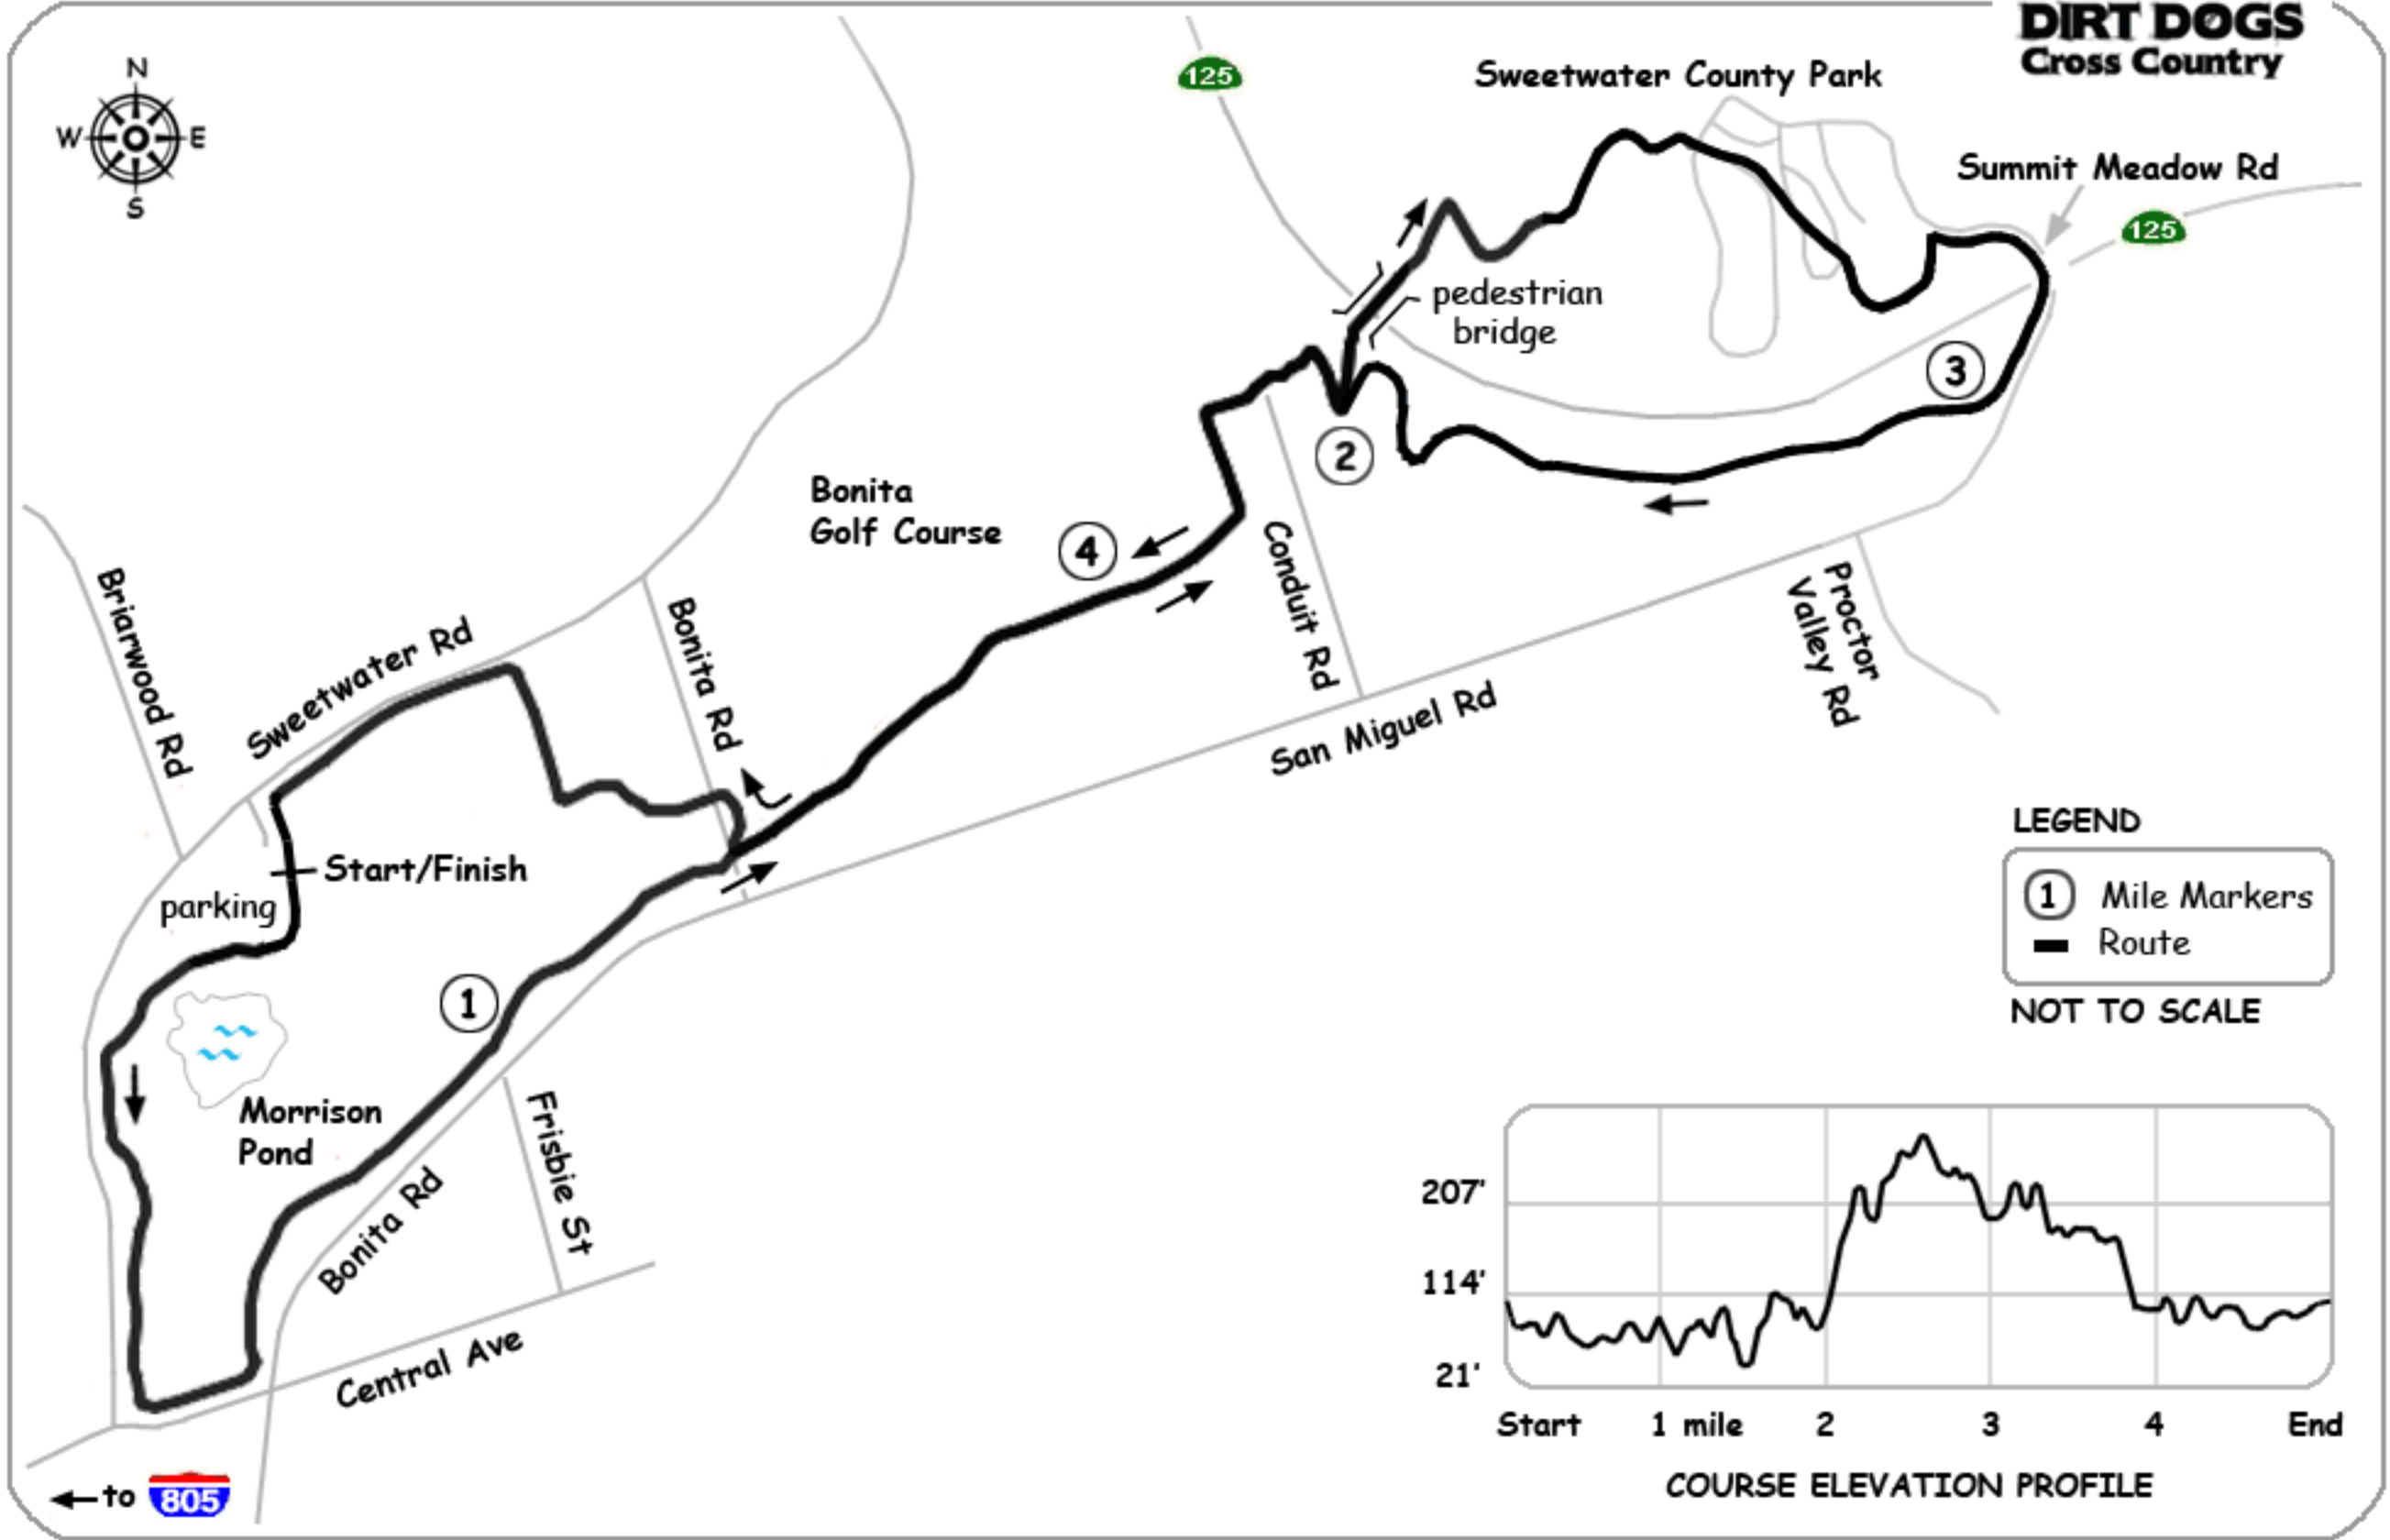 DIRT DOGS
Cross Country
N
W
E
S
125
Sweetwater County Park
Summit Meadow Rd
125
pedestrian
bridge
3
2
Bonita
Golf Course
4
Conduit Rd
Proctor
Valley Rd
Briarwood Rd
Sweetwater Rd
Bonita Rd
San Miguel Rd
Start/Finish
parking
1
Morrison
Pond
Bonita Rd
Frisbie St
Central Ave
to 805
LEGEND
1 Mile Markers
Route
NOT TO SCALE
207'
114'
21'
Start 1 mile 2 3 4 End
COURSE ELEVATION PROFILE